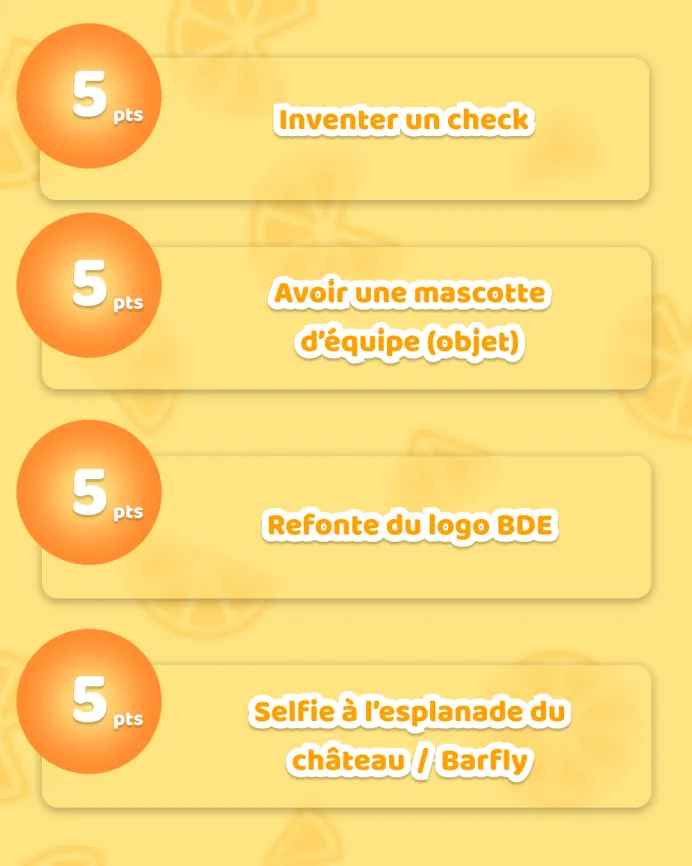 5 pts
Inventer un check
5 pts
Avoir une mascotte
d'équipe (objet)
5 pts
Refonte du logo BDE
5 pts
Selfie à l'esplanade du
château / Barfly